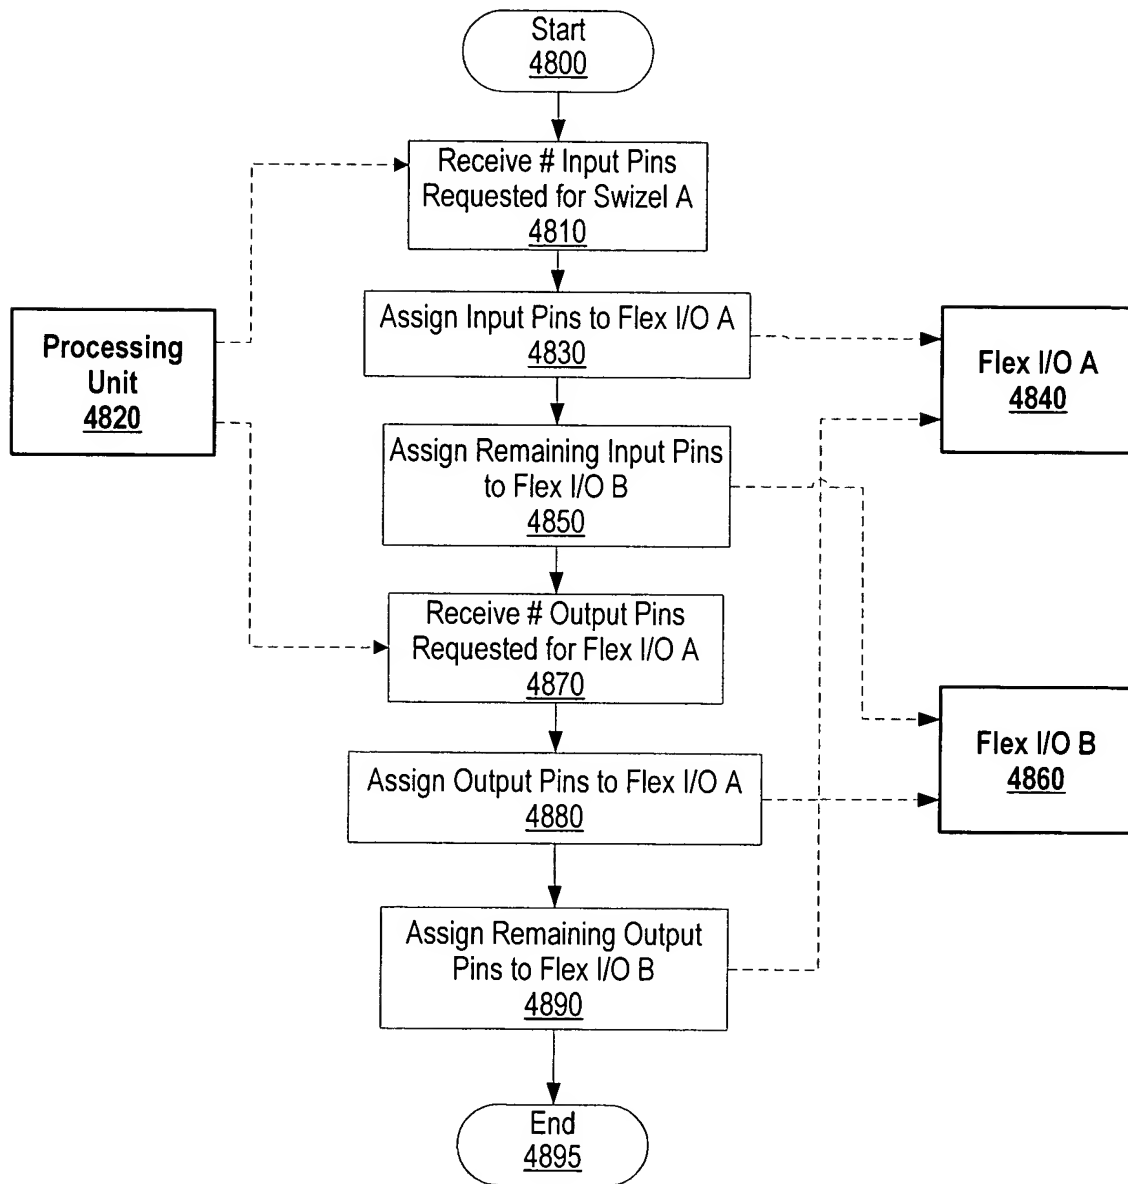 Start
4800
Receive # Input Pins
Requested for Swizel A
4810
Assign Input Pins to Flex I/O A
4830
Processing
Unit
4820
Flex I/O A
4840
Assign Remaining Input Pins
to Flex I/O B
4850
Receive # Output Pins
Requested for Flex I/O A
4870
Flex I/O B
4860
Assign Output Pins to Flex I/O A
4880
Assign Remaining Output
Pins to Flex I/O B
4890
End
4895